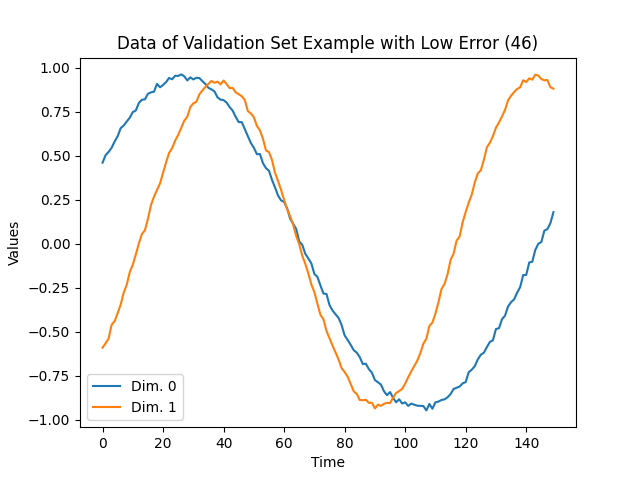 Data of Validation Set Example with Low Error (46)
1.00
0.75
0.50
0.25
0.00
−0.25
−0.50
−0.75
−1.00
Values
Dim. 0
Dim. 1
0 20 40 60 80 100 120 140
Time